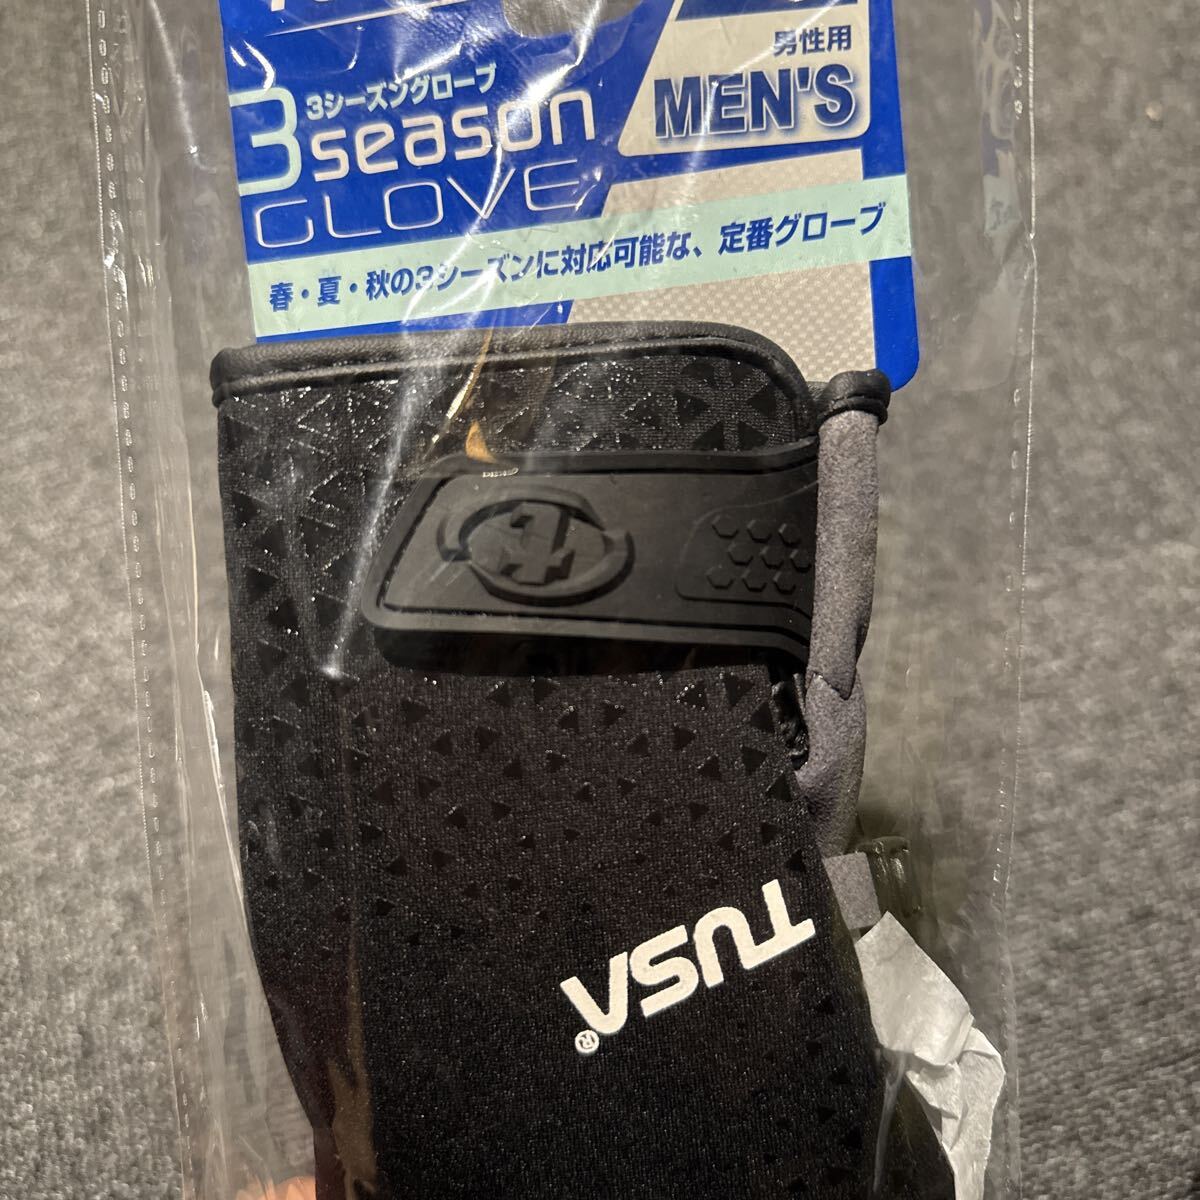 男性用
MEN'S
3シーズングローブ
3season
GLOVE
春・夏・秋の3シーズンに対応可能な、定番グローブ
TUSA®